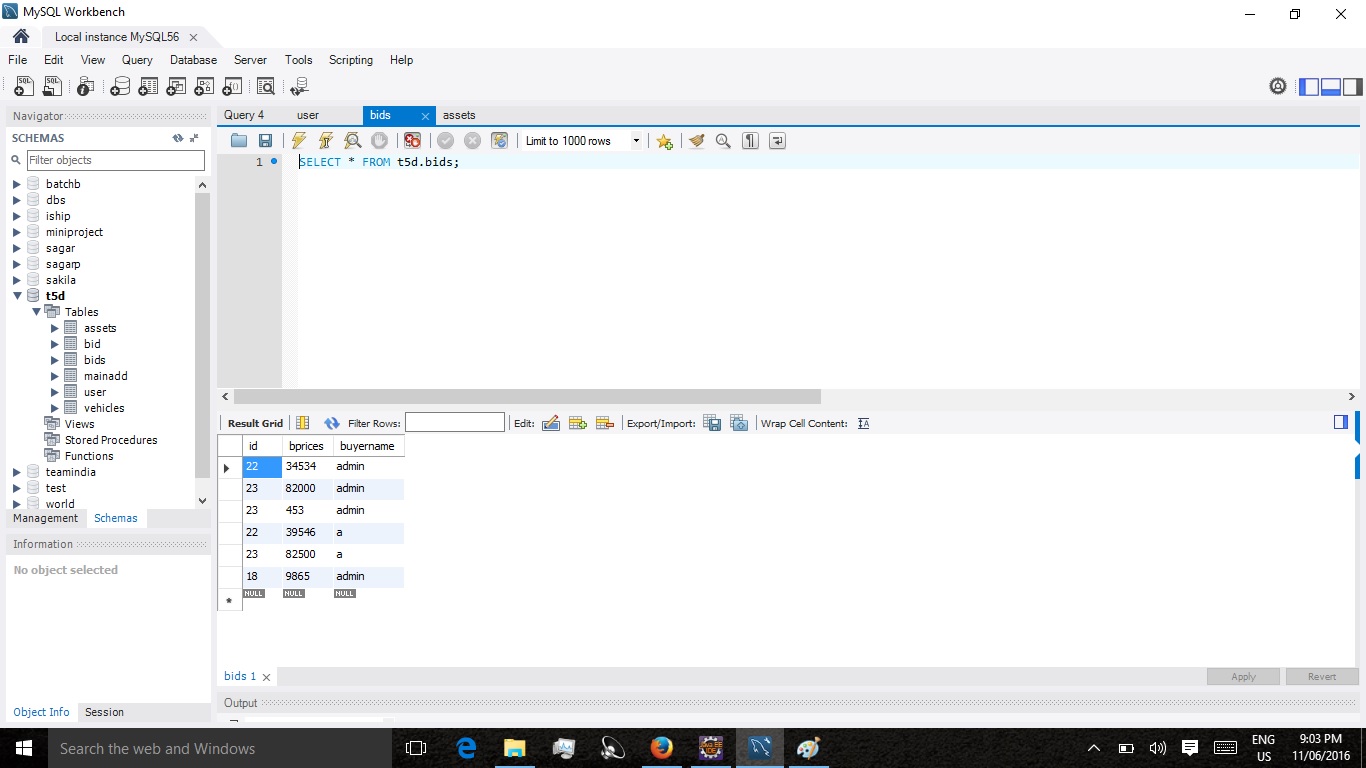 MySQL Workbench
Local instance MySQL56
File Edit View Query Database Server Tools Scripting Help
Navigator
SCHEMAS
Filter objects
batchb
dbs
iship
miniproject
sagar
sagarp
sakila
t5d
Tables
assets
bid
bids
mainadd
user
vehicles
Views
Stored Procedures
Functions
teamindia
test
world
Management Schemas
Information
No object selected
Object Info Session
Query 4 user bids assets
Limit to 1000 rows
1 SELECT * FROM t5d.bids;
Result Grid Filter Rows: Edit: Export/Import: Wrap Cell Content:
id bprices buyername
22 34534 admin
23 82000 admin
23 453 admin
22 39546 a
23 82500 a
18 9865 admin
NULL NULL NULL
bids 1 Apply Revert
Output
Search the web and Windows
ENG 9:03 PM
US 11/06/2016